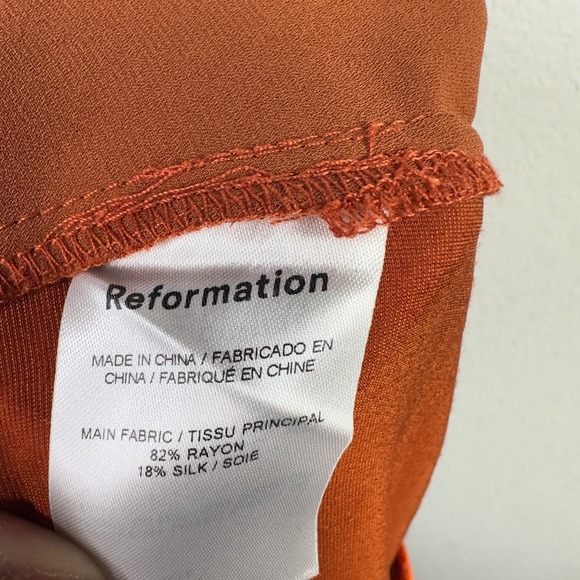 Reformation
MADE IN CHINA / FABRICADO EN
CHINA / FABRIQUÉ EN CHINE
MAIN FABRIC / TISSU PRINCIPAL
82% RAYON
18% SILK / SOIE